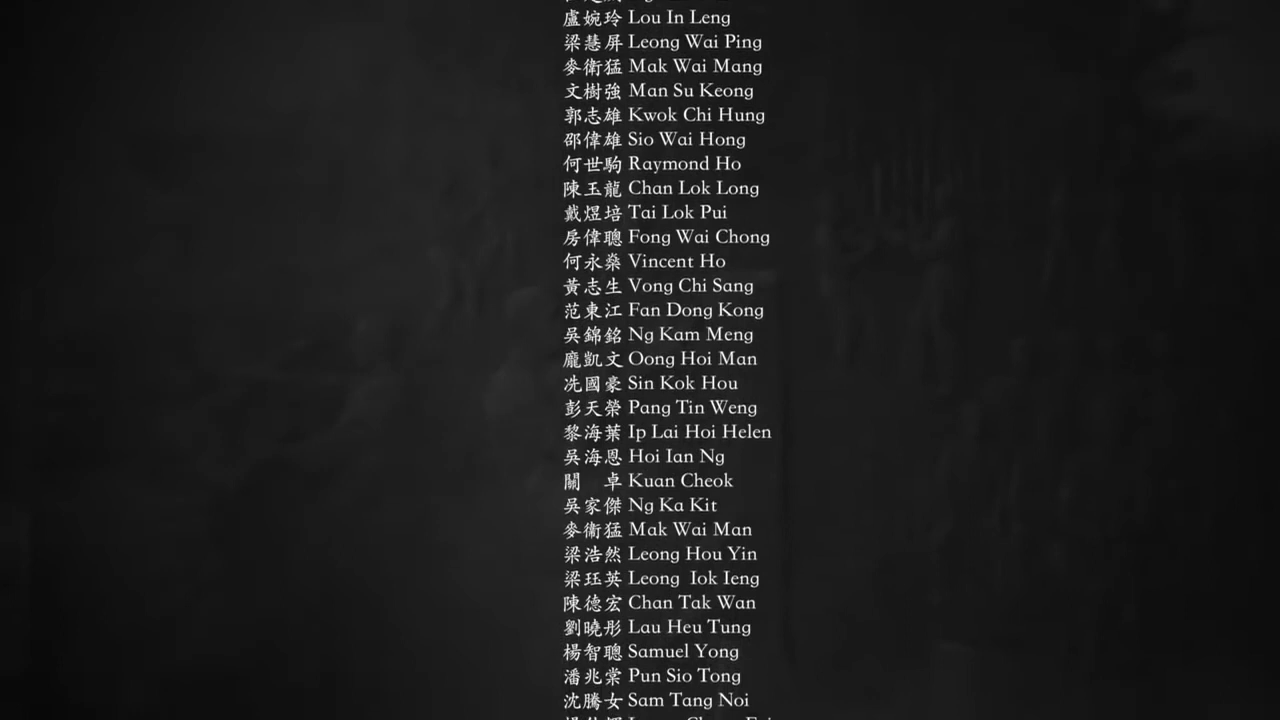 盧婉玲 Lou In Leng
梁慧屏 Leong Wai Ping
麥衛猛 Mak Wai Mang
文樹強 Man Su Keong
郭志雄 Kwok Chi Hung
邵偉雄 Sio Wai Hong
何世駒 Raymond Ho
陳玉龍 Chan Lok Long
戴煜培 Tai Lok Pui
房偉聰 Fong Wai Chong
何永燊 Vincent Ho
黃志生 Vong Chi Sang
范東江 Fan Dong Kong
吳錦銘 Ng Kam Meng
龐凱文 Oong Hoi Man
冼國豪 Sin Kok Hou
彭天榮 Pang Tin Weng
黎海葉 Ip Lai Hoi Helen
吳海恩 Hoi Ian Ng
關　卓 Kuan Cheok
吳家傑 Ng Ka Kit
麥衞猛 Mak Wai Man
梁浩然 Leong Hou Yin
梁珏英 Leong Iok Ieng
陳德宏 Chan Tak Wan
劉曉彤 Lau Heu Tung
楊智聰 Samuel Yong
潘兆棠 Pun Sio Tong
沈騰女 Sam Tang Noi